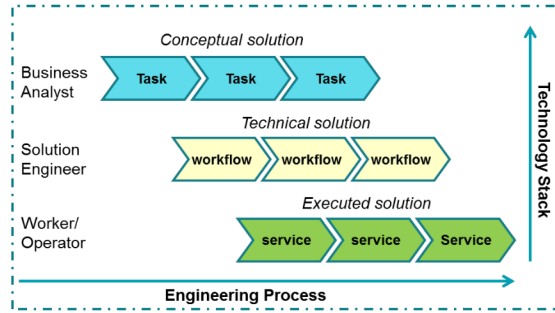 Conceptual solution
Business
Analyst
Task Task Task
Technical solution
Solution
Engineer
workflow workflow workflow
Executed solution
Worker/
Operator
service service Service
Engineering Process
Technology Stack